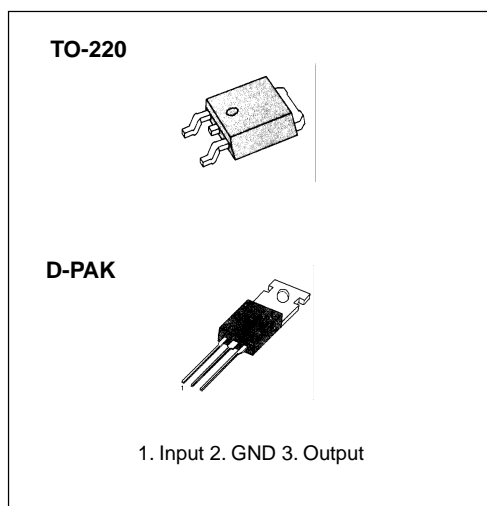 TO-220
D-PAK
1
1. Input 2. GND 3. Output